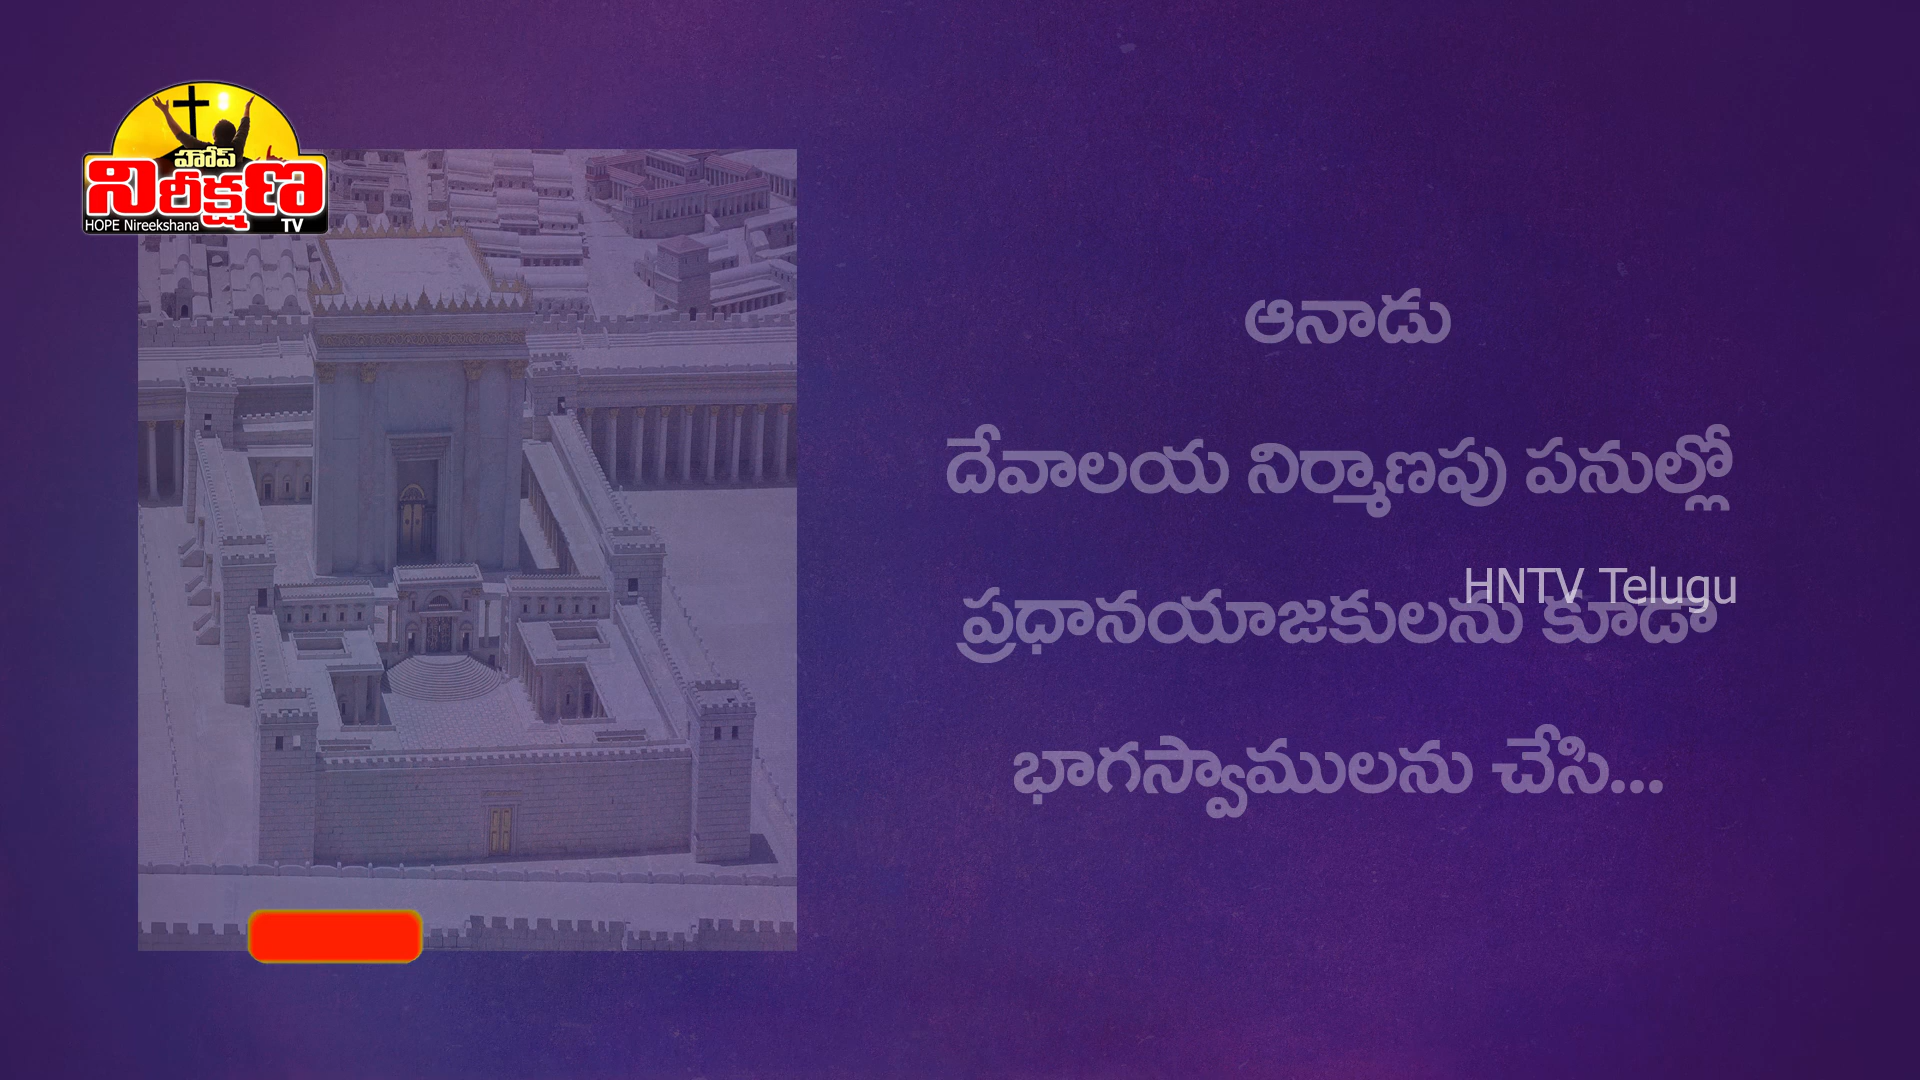 హోప్
నిరీక్షణ
HOPE Nireekshana TV
ఆనాడు
దేవాలయ నిర్మాణపు పనుల్లో
HNTV Telugu
ప్రధానయాజకులను కూడా
భాగస్వాములను చేసి...